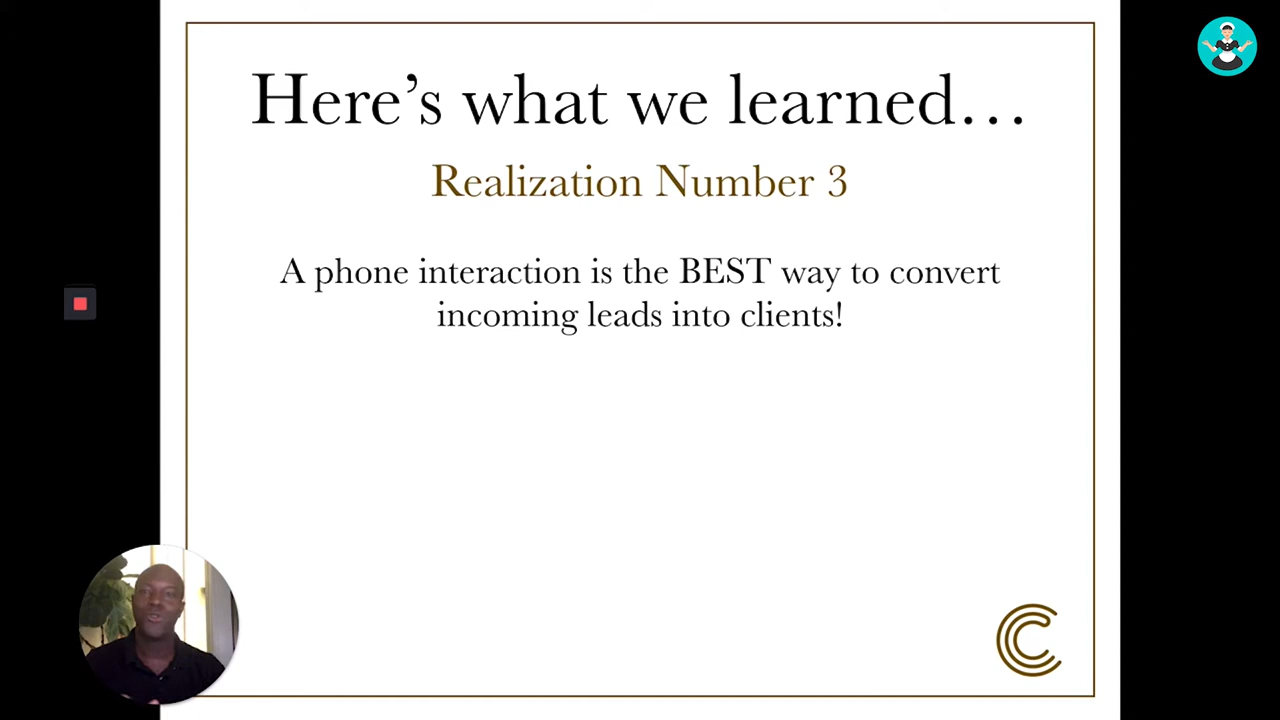 Here’s what we learned…
Realization Number 3
A phone interaction is the BEST way to convert
incoming leads into clients!